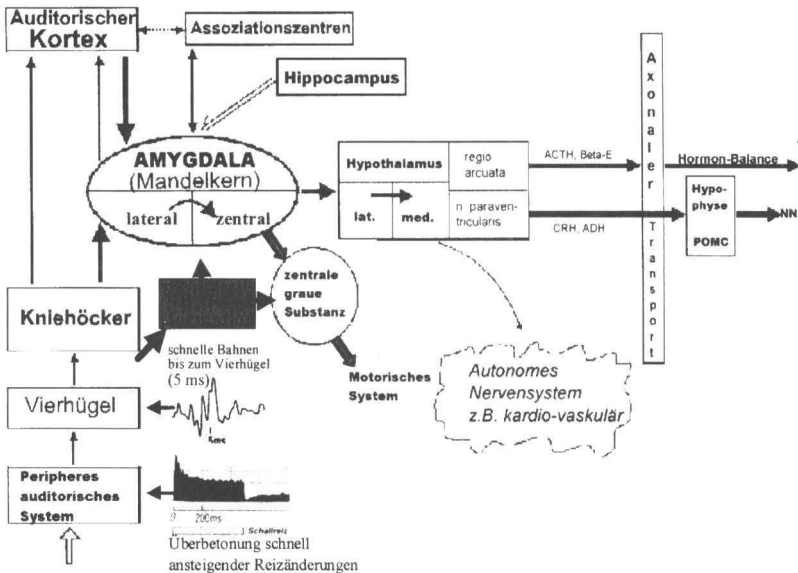 Auditorischer
Kortex
Assoziationszentren
Hippocampus
AMYGDALA
(Mandelkern)
lateral
zentral
Hypothalamus
lat.
med.
regio
arcuata
n. paraven-
tricularis
ACTH, Beta-E
CRH, ADH
Axonaler Transport
Hormon-Balance
Hypo-
physe
POMC
NN
Kniehöcker
zentrale
graue
Substanz
schnelle Bahnen
bis zum Vierhügel
(5 ms)
Motorisches
System
Autonomes
Nervensystem
z.B. kardio-vaskulär
Vierhügel
5ms
Peripheres
auditorisches
System
0 200ms
Schallreiz
Überbetonung schnell
ansteigender Reizänderungen